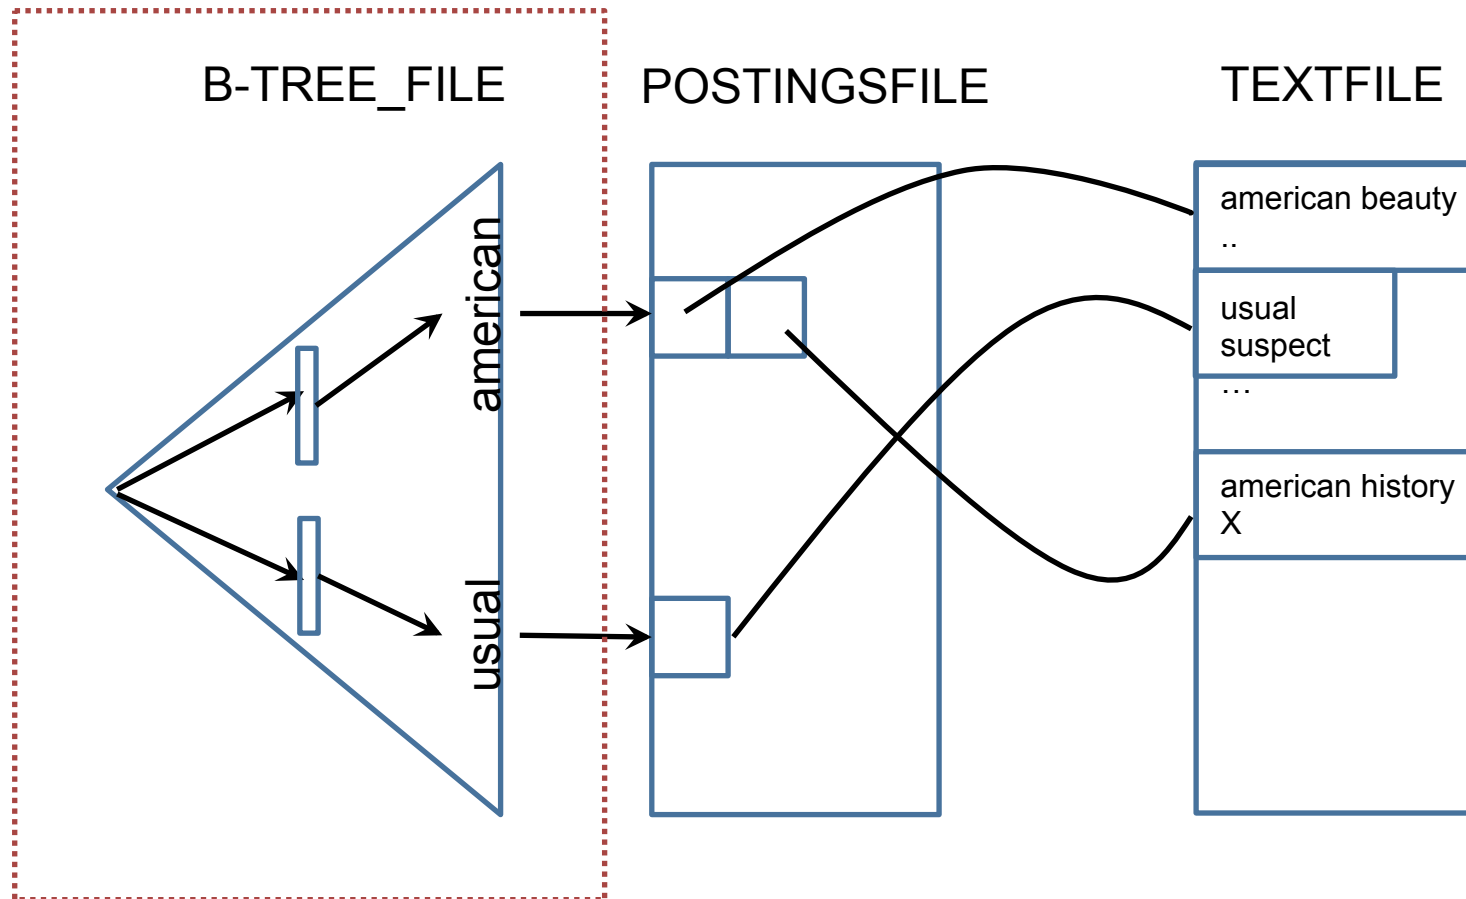 B-TREE_FILE
POSTINGSFILE
TEXTFILE
american
usual
american beauty
..
usual
suspect
...
american history
X